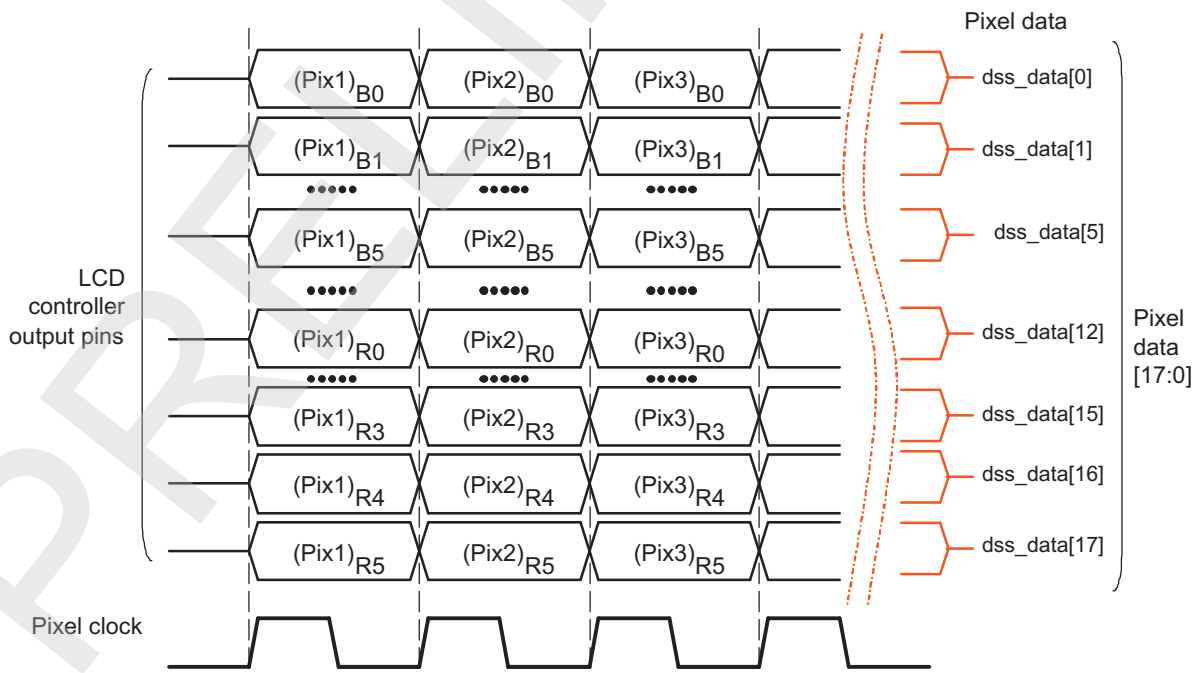 Pixel data
(Pix1)B0 (Pix2)B0 (Pix3)B0 dss_data[0]
(Pix1)B1 (Pix2)B1 (Pix3)B1 dss_data[1]
(Pix1)B5 (Pix2)B5 (Pix3)B5 dss_data[5]
LCD
controller
output pins
(Pix1)R0 (Pix2)R0 (Pix3)R0 dss_data[12]
Pixel
data
[17:0]
(Pix1)R3 (Pix2)R3 (Pix3)R3 dss_data[15]
(Pix1)R4 (Pix2)R4 (Pix3)R4 dss_data[16]
(Pix1)R5 (Pix2)R5 (Pix3)R5 dss_data[17]
Pixel clock
PRELI